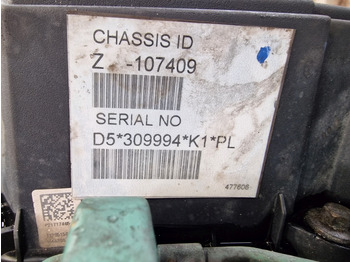 CHASSIS ID
Z -107409
SERIAL NO
D5*309994*K1*PL
477606